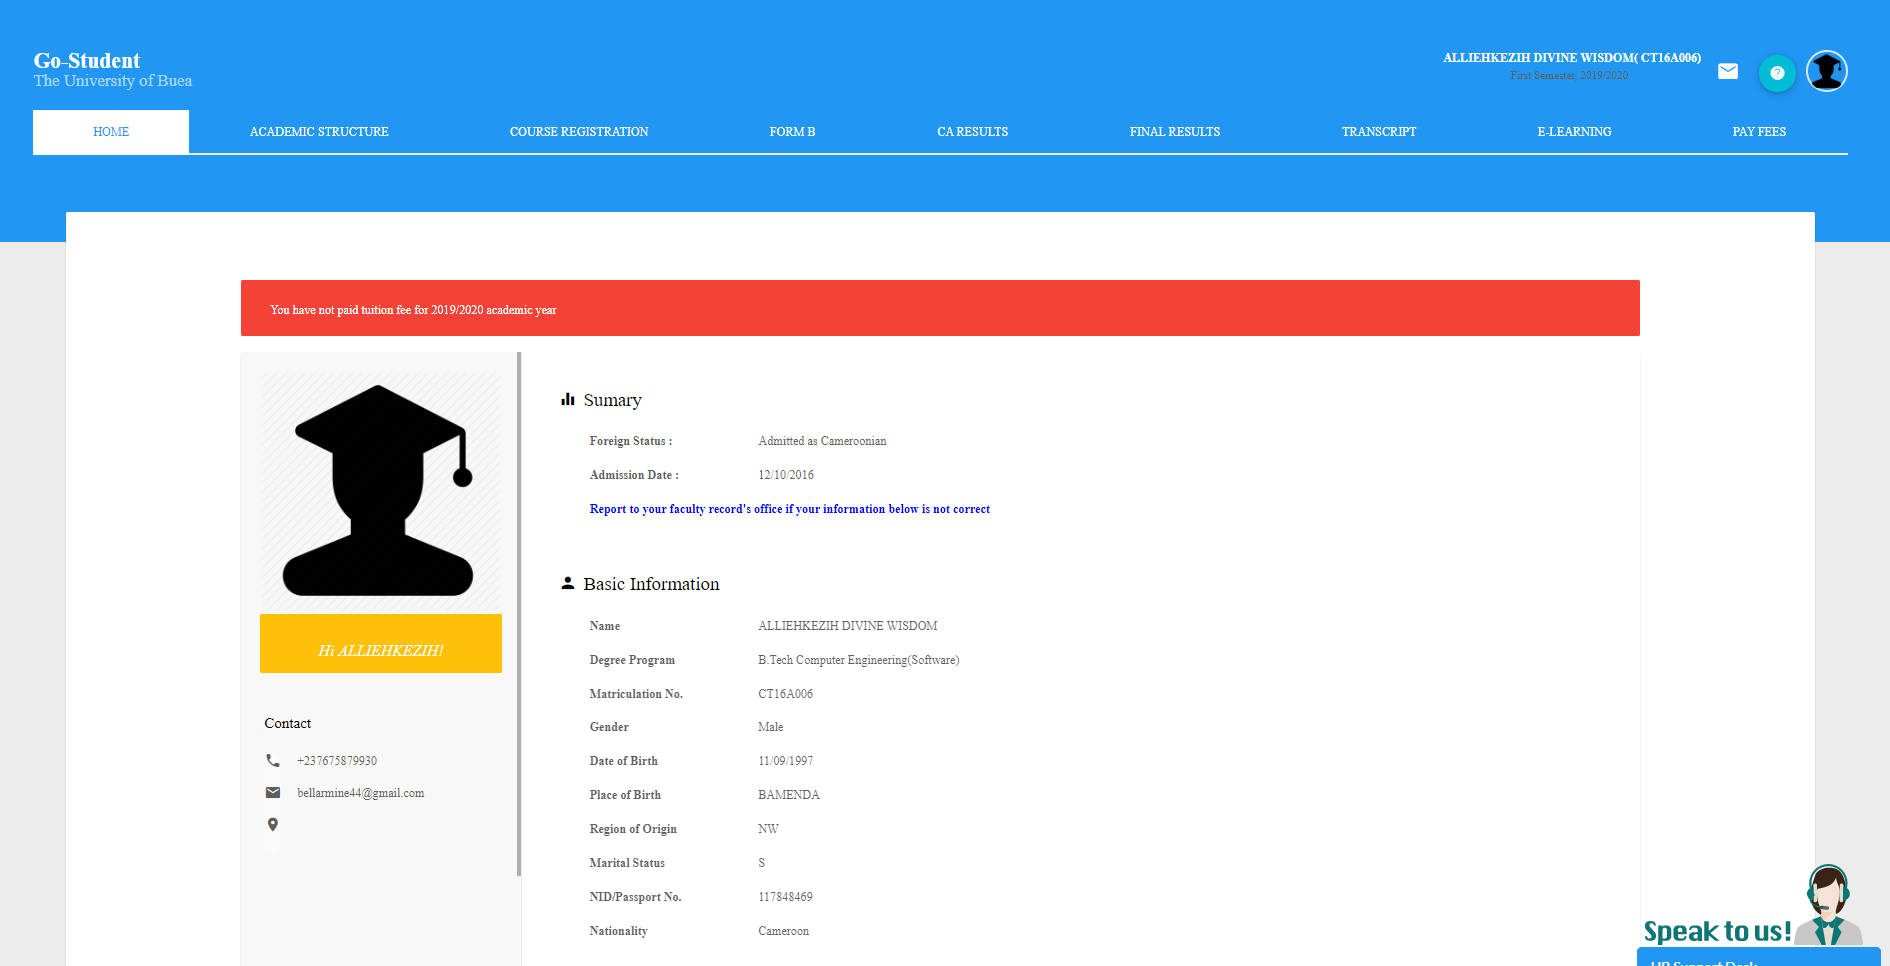 Go-Student
The University of Buea
ALLIEHKEZIH DIVINE WISDOM( CT16A006)
First Semester, 2019/2020
HOME
ACADEMIC STRUCTURE
COURSE REGISTRATION
FORM B
CA RESULTS
FINAL RESULTS
TRANSCRIPT
E-LEARNING
PAY FEES
You have not paid tuition fee for 2019/2020 academic year
Hi ALLIEHKEZIH!
Contact
+237675879930
bellarmine44@gmail.com
Sumary
Foreign Status : Admitted as Cameroonian
Admission Date : 12/10/2016
Report to your faculty record's office if your information below is not correct
Basic Information
Name ALLIEHKEZIH DIVINE WISDOM
Degree Program B.Tech Computer Engineering(Software)
Matriculation No. CT16A006
Gender Male
Date of Birth 11/09/1997
Place of Birth BAMENDA
Region of Origin NW
Marital Status S
NID/Passport No. 117848469
Nationality Cameroon
Speak to us!
Support Desk